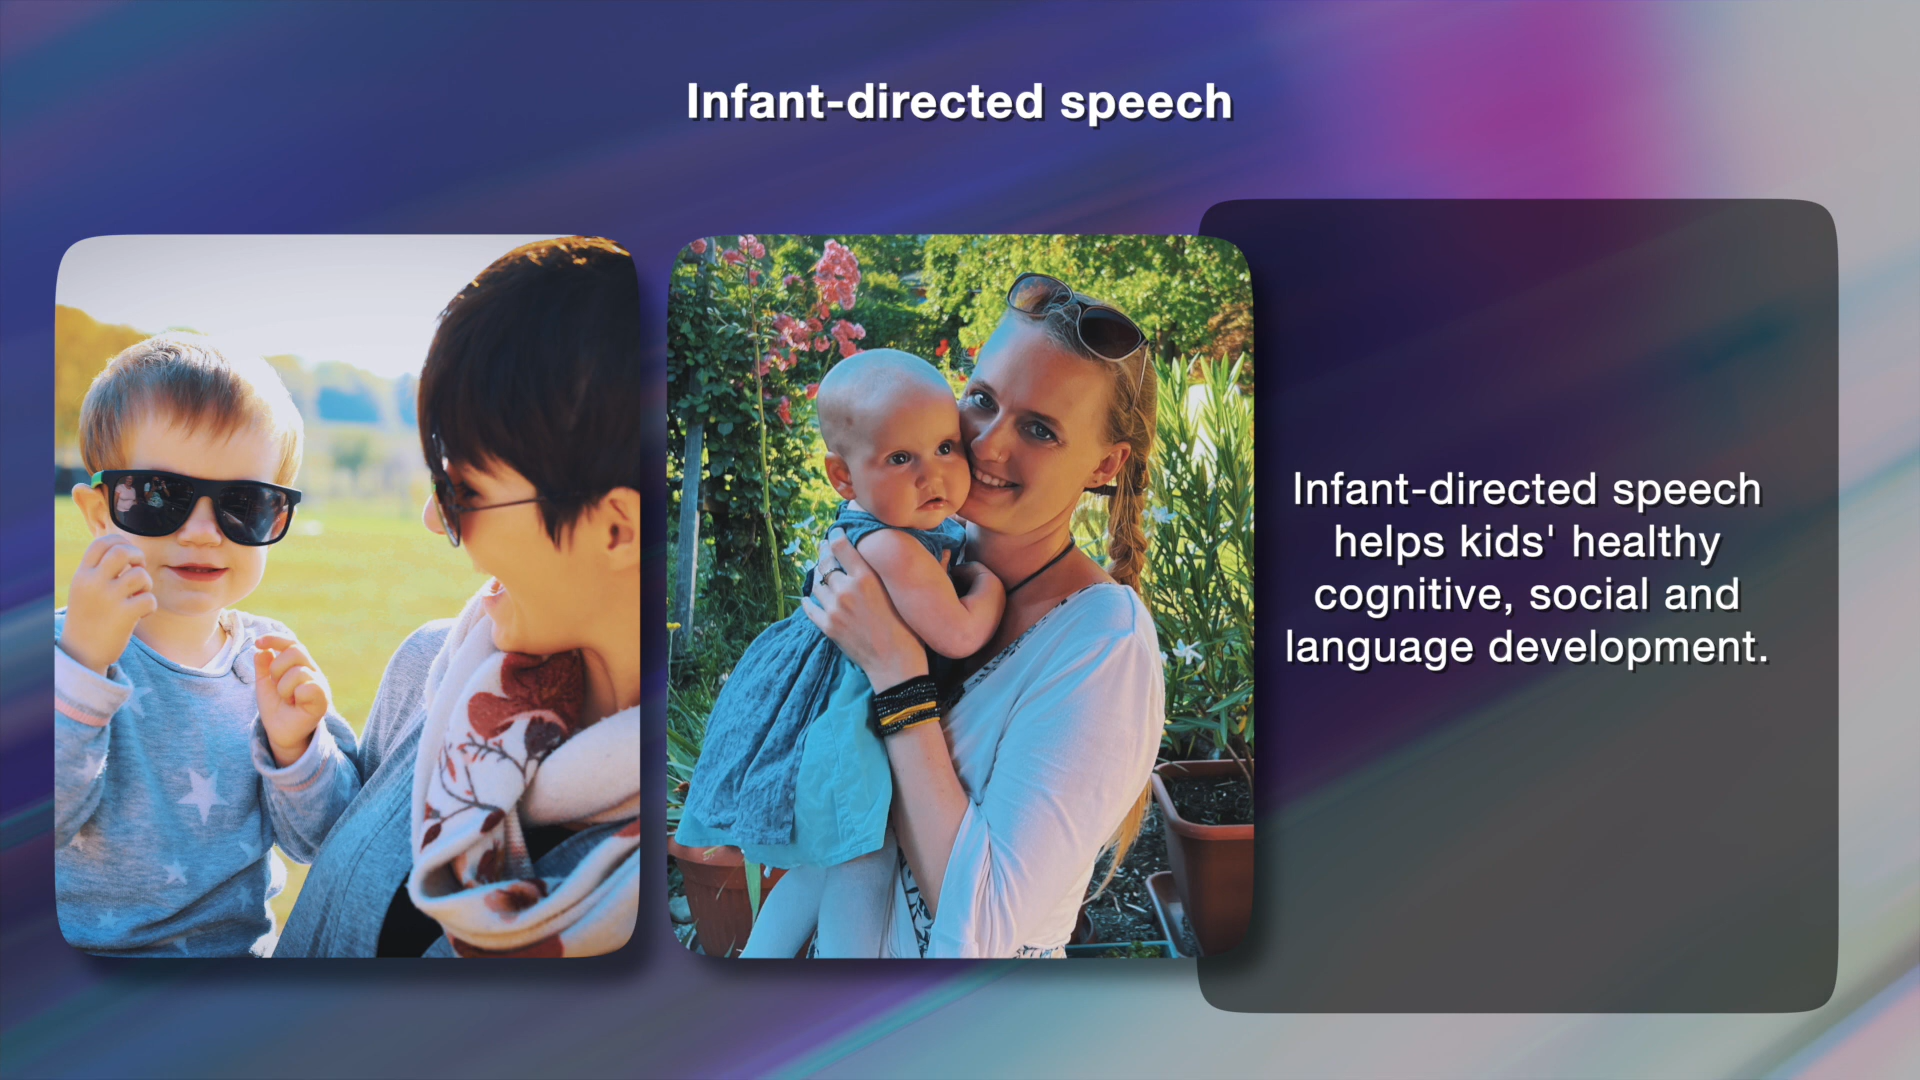 Infant-directed speech
Infant-directed speech
helps kids' healthy
cognitive, social and
language development.